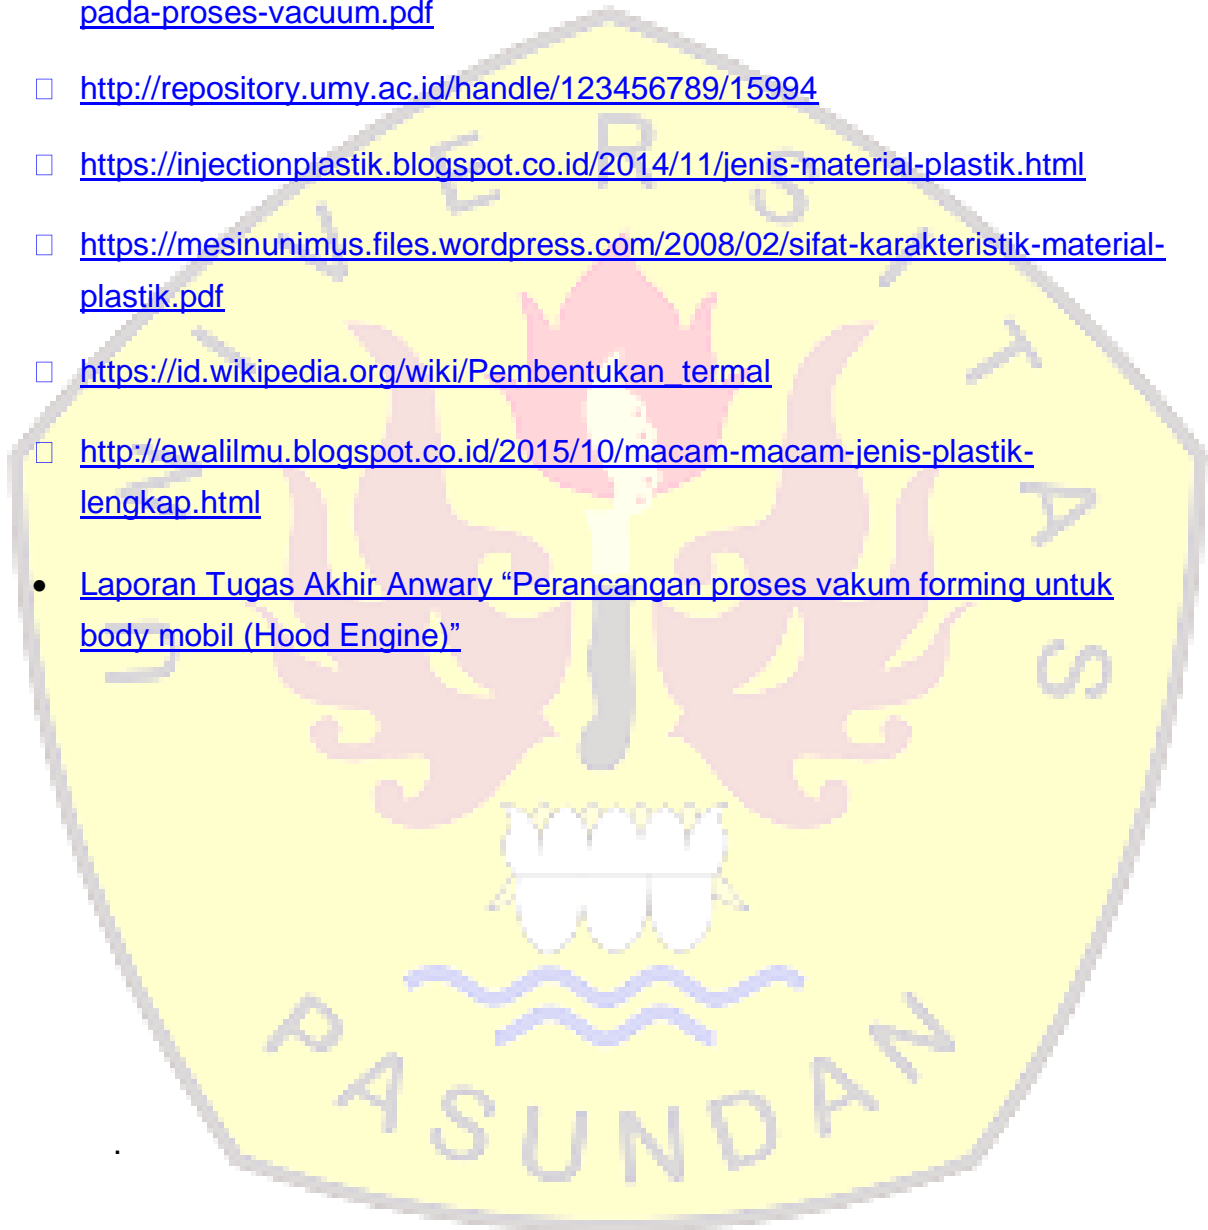 pada-proses-vacuum.pdf
http://repository.umy.ac.id/handle/123456789/15994
https://injectionplastik.blogspot.co.id/2014/11/jenis-material-plastik.html
https://mesinunimus.files.wordpress.com/2008/02/sifat-karakteristik-material-
plastik.pdf
https://id.wikipedia.org/wiki/Pembentukan_termal
http://awalilmu.blogspot.co.id/2015/10/macam-macam-jenis-plastik-
lengkap.html
• Laporan Tugas Akhir Anwary “Perancangan proses vakum forming untuk
body mobil (Hood Engine)”
.
UNIVERSITAS
PASUNDAN